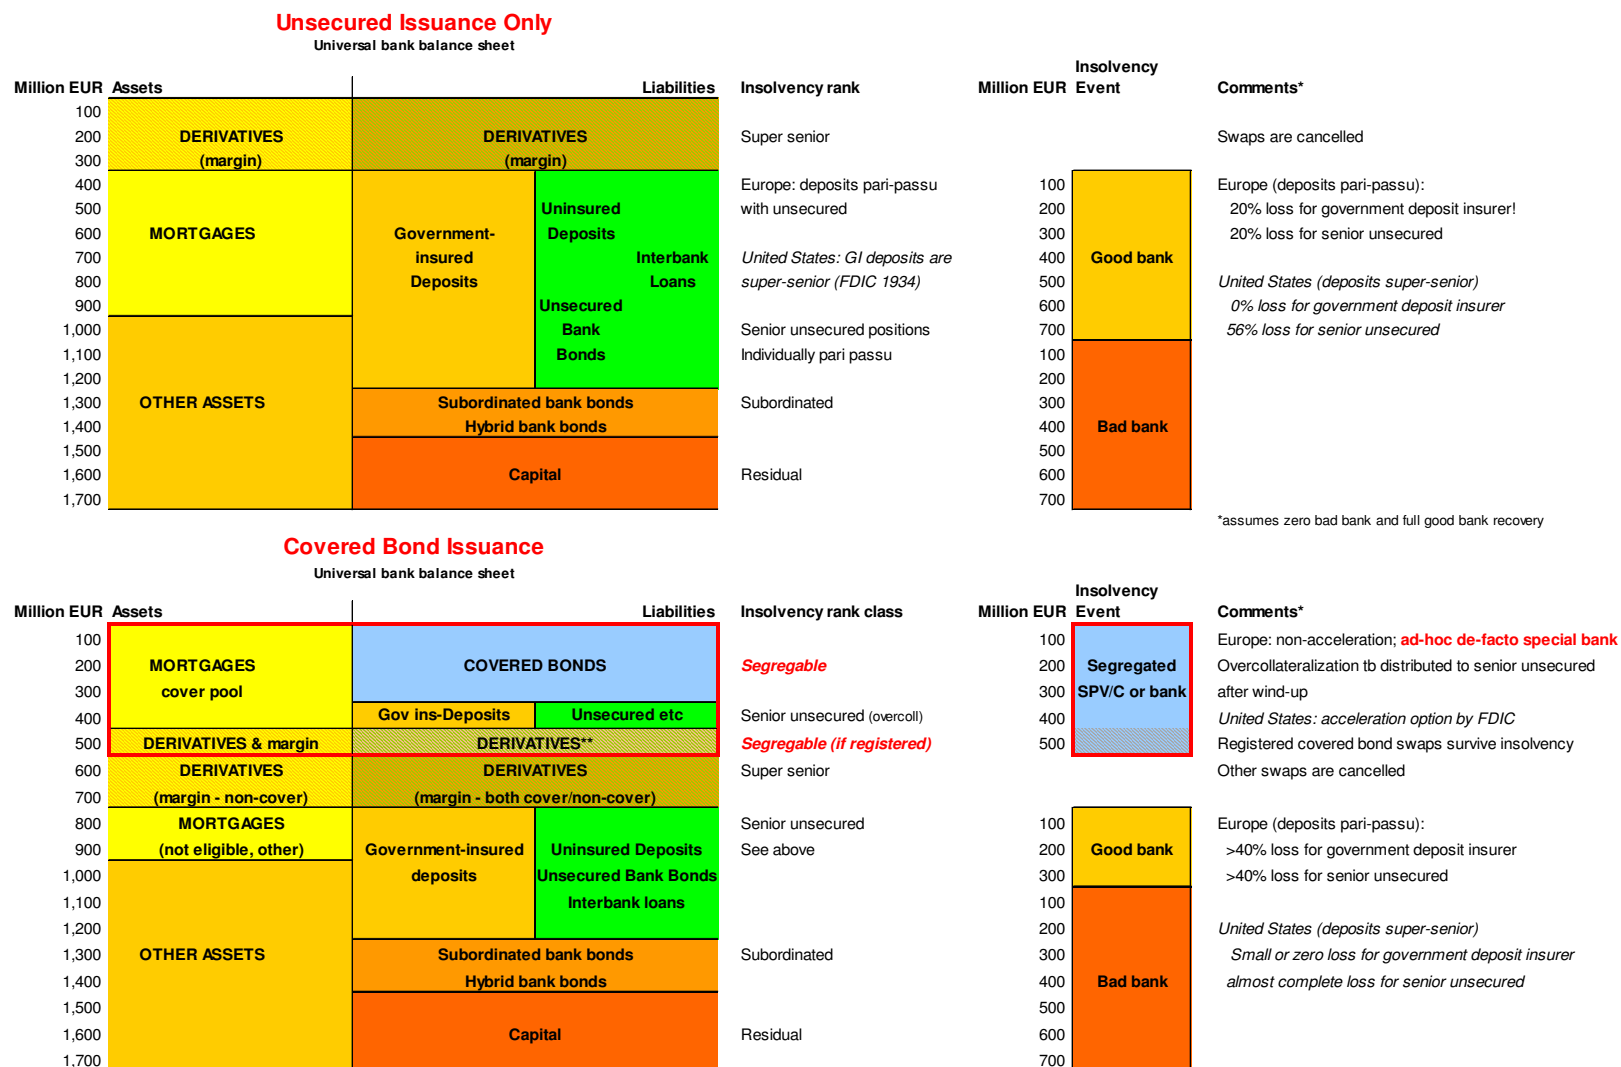 Unsecured Issuance Only
Universal bank balance sheet
Insolvency
Million EUR Assets Liabilities Insolvency rank Million EUR Event Comments*
100
200 DERIVATIVES DERIVATIVES Super senior Swaps are cancelled
300 (margin) (margin)
400 Europe: deposits pari-passu 100 Europe (deposits pari-passu):
500 Uninsured with unsecured 200 20% loss for government deposit insurer!
600 MORTGAGES Government- Deposits 300 20% loss for senior unsecured
700 insured Interbank United States: GI deposits are 400 Good bank
800 Deposits Loans super-senior (FDIC 1934) 500 United States (deposits super-senior)
900 Unsecured 600 0% loss for government deposit insurer
1,000 Bank Senior unsecured positions 700 56% loss for senior unsecured
1,100 Bonds Individually pari passu 100
1,200 200
1,300 OTHER ASSETS Subordinated bank bonds Subordinated 300
1,400 Hybrid bank bonds 400 Bad bank
1,500 500
1,600 Capital Residual 600
1,700 700
*assumes zero bad bank and full good bank recovery
Covered Bond Issuance
Universal bank balance sheet
Insolvency
Million EUR Assets Liabilities Insolvency rank class Million EUR Event Comments*
100 100 Europe: non-acceleration; ad-hoc de-facto special bank
200 MORTGAGES COVERED BONDS Segregable 200 Segregated Overcollateralization tb distributed to senior unsecured
300 cover pool 300 SPV/C or bank after wind-up
400 Gov ins-Deposits Unsecured etc Senior unsecured (overcoll) 400 United States: acceleration option by FDIC
500 DERIVATIVES & margin DERIVATIVES** Segregable (if registered) 500 Registered covered bond swaps survive insolvency
600 DERIVATIVES DERIVATIVES Super senior Other swaps are cancelled
700 (margin - non-cover) (margin - both cover/non-cover)
800 MORTGAGES Senior unsecured 100 Europe (deposits pari-passu):
900 (not eligible, other) Government-insured Uninsured Deposits See above 200 Good bank >40% loss for government deposit insurer
1,000 deposits Unsecured Bank Bonds 300 >40% loss for senior unsecured
1,100 Interbank loans 100
1,200 200 United States (deposits super-senior)
1,300 OTHER ASSETS Subordinated bank bonds Subordinated 300 Small or zero loss for government deposit insurer
1,400 Hybrid bank bonds 400 Bad bank almost complete loss for senior unsecured
1,500 500
1,600 Capital Residual 600
1,700 700